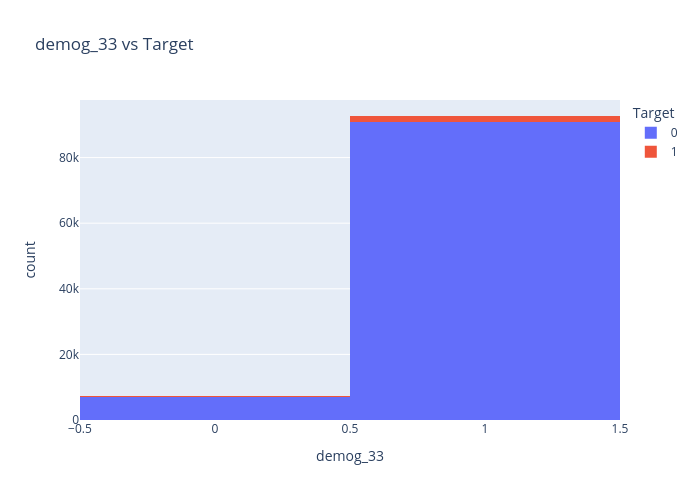 demog_33 vs Target
Target
0
1
80k
60k
40k
20k
0
count
−0.5
0
0.5
1
1.5
demog_33